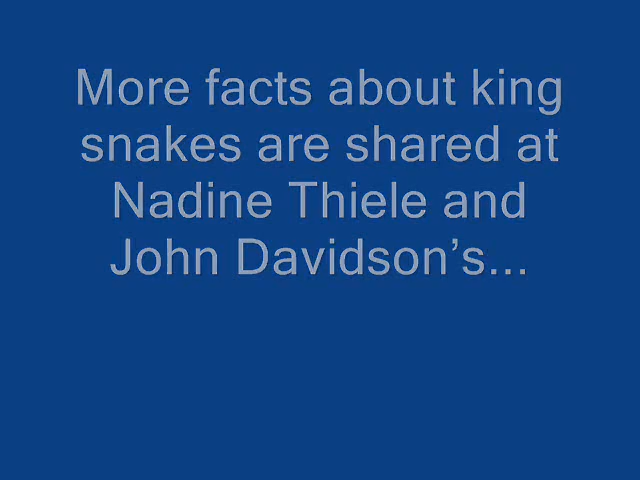 More facts about king
snakes are shared at
Nadine Thiele and
John Davidson’s...